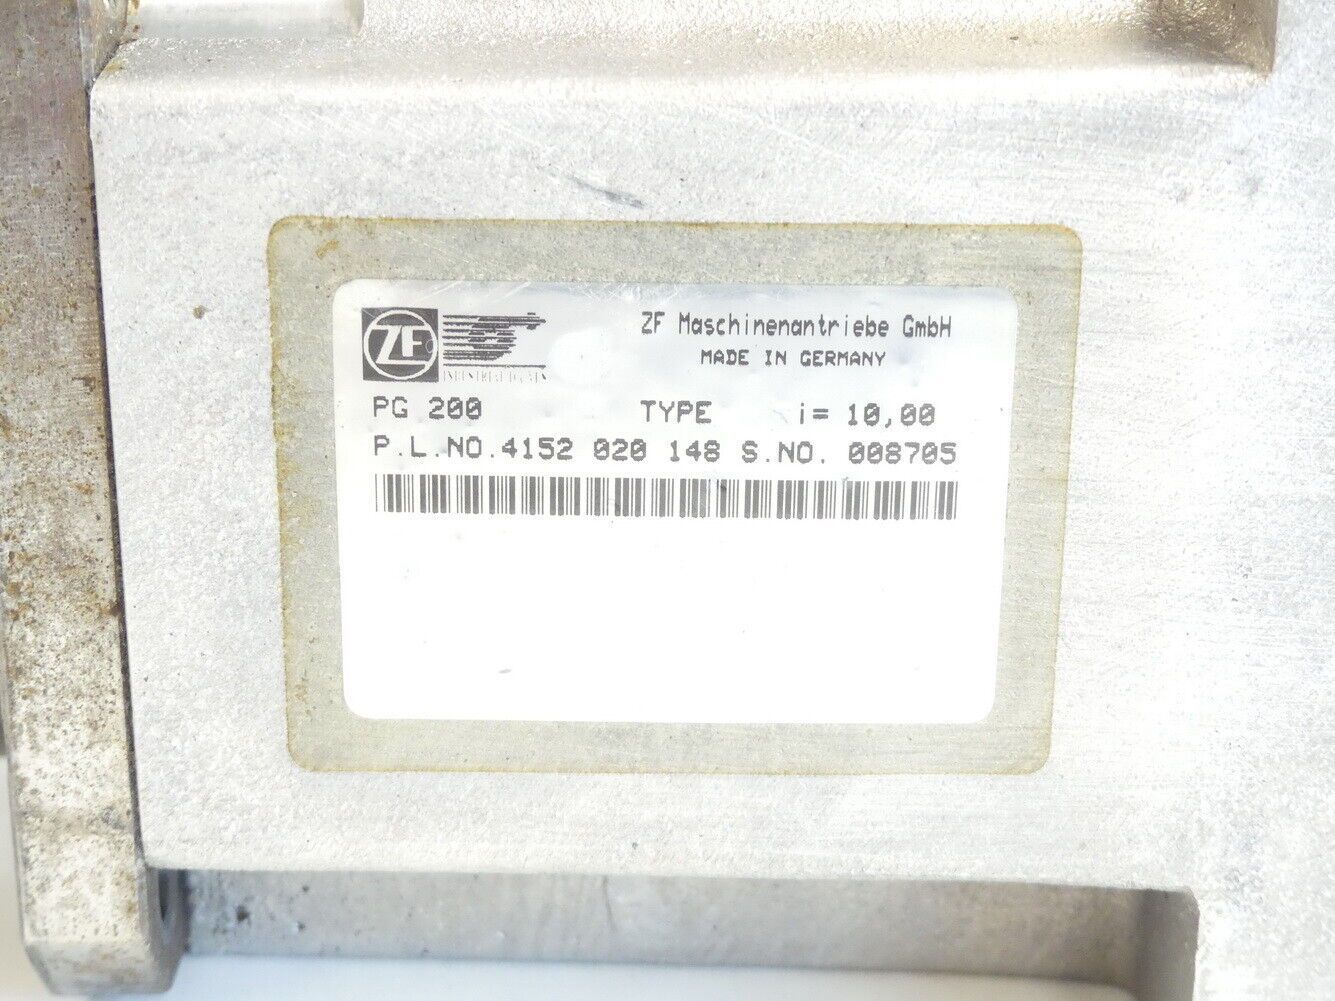 ZF
ZF Maschinenantriebe GmbH
MADE IN GERMANY
PG 200 TYPE i= 10,00
P.L.NO.4152 020 148 S.NO. 008705